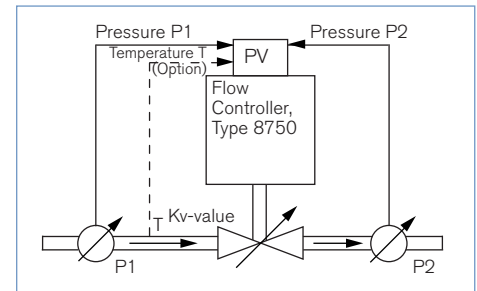 Pressure P1
Pressure P2
Temperature T
(Option)
PV
Flow
Controller,
Type 8750
Kv-value
T
P1
P2